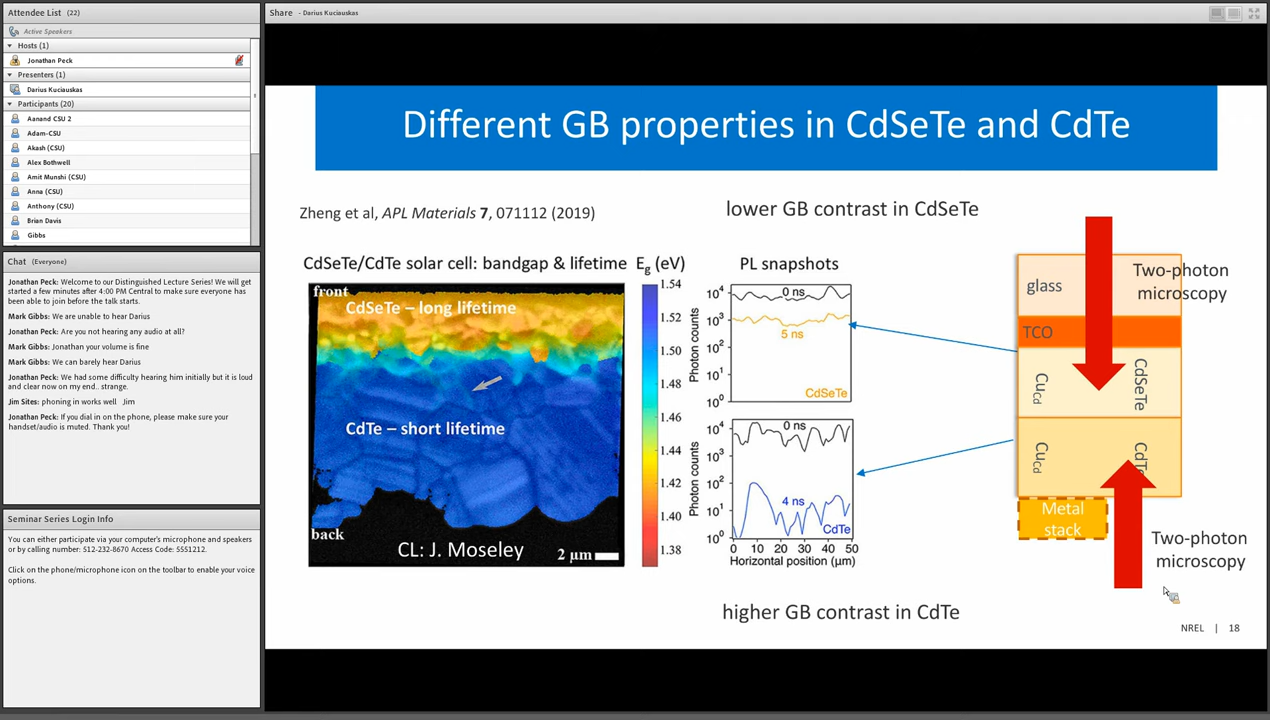 Attendee List (22)
Active Speakers
Hosts (1)
Jonathan Peck
Presenters (1)
Darius Kuciauskas
Participants (20)
Aanand CSU 2
Adam-CSU
Akash (CSU)
Alex Bothwell
Amit Munshi (CSU)
Anna (CSU)
Anthony (CSU)
Brian Davis
Gibbs
Chat (Everyone)
Jonathan Peck: Welcome to our Distinguished Lecture Series! We will get
started a few minutes after 4:00 PM Central to make sure everyone has
been able to join before the talk starts.
Mark Gibbs: We are unable to hear Darius
Jonathan Peck: Are you not hearing any audio at all?
Mark Gibbs: Jonathan your volume is fine
Mark Gibbs: We can barely hear Darius
Jonathan Peck: We had some difficulty hearing him initially but it is loud
and clear now on my end.. strange.
Jim Sites: phoning in works well Jim
Jonathan Peck: If you dial in on the phone, please make sure your
handset/audio is muted. Thank you!
Seminar Series Login Info
You can either participate via your computer's microphone and speakers
or by calling number: 512-232-8670 Access Code: 5551212.
Click on the phone/microphone icon on the toolbar to enable your voice
options.
Share - Darius Kuciauskas
Different GB properties in CdSeTe and CdTe
Zheng et al, APL Materials 7, 071112 (2019)
lower GB contrast in CdSeTe
CdSeTe/CdTe solar cell: bandgap & lifetime Eg (eV)
front
CdSeTe – long lifetime
CdTe – short lifetime
back
CL: J. Moseley
2 µm
1.54
1.52
1.50
1.48
1.46
1.44
1.42
1.40
1.38
PL snapshots
Photon counts
10⁴
10³
10²
10¹
10⁰
0 ns
5 ns
CdSeTe
Photon counts
10⁴
10³
10²
10¹
10⁰
0 ns
4 ns
CdTe
0 10 20 30 40 50
Horizontal position (µm)
higher GB contrast in CdTe
glass
Two-photon
microscopy
TCO
CuCd
CdSeTe
CuCd
CdTe
Metal
stack
Two-photon
microscopy
NREL | 18